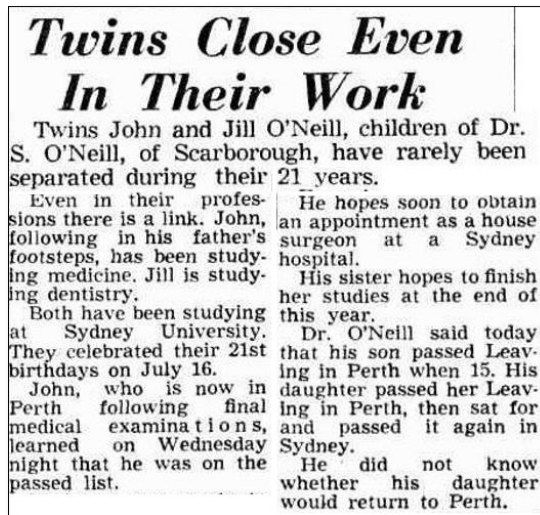 Twins Close Even
In Their Work
Twins John and Jill O'Neill, children of Dr.
S. O'Neill, of Scarborough, have rarely been
separated during their 21 years.
Even in their profes-
sions there is a link. John,
following in his father's
footsteps, has been study-
ing medicine. Jill is study-
ing dentistry.
Both have been studying
at Sydney University.
They celebrated their 21st
birthdays on July 16.
John, who is now in
Perth following final
medical examinations,
learned on Wednesday
night that he was on the
passed list.
He hopes soon to obtain
an appointment as a house
surgeon at a Sydney
hospital.
His sister hopes to finish
her studies at the end of
this year.
Dr. O'Neill said today
that his son passed Leav-
ing in Perth when 15. His
daughter passed her Leav-
ing in Perth, then sat for
and passed it again in
Sydney.
He did not know
whether his daughter
would return to Perth.